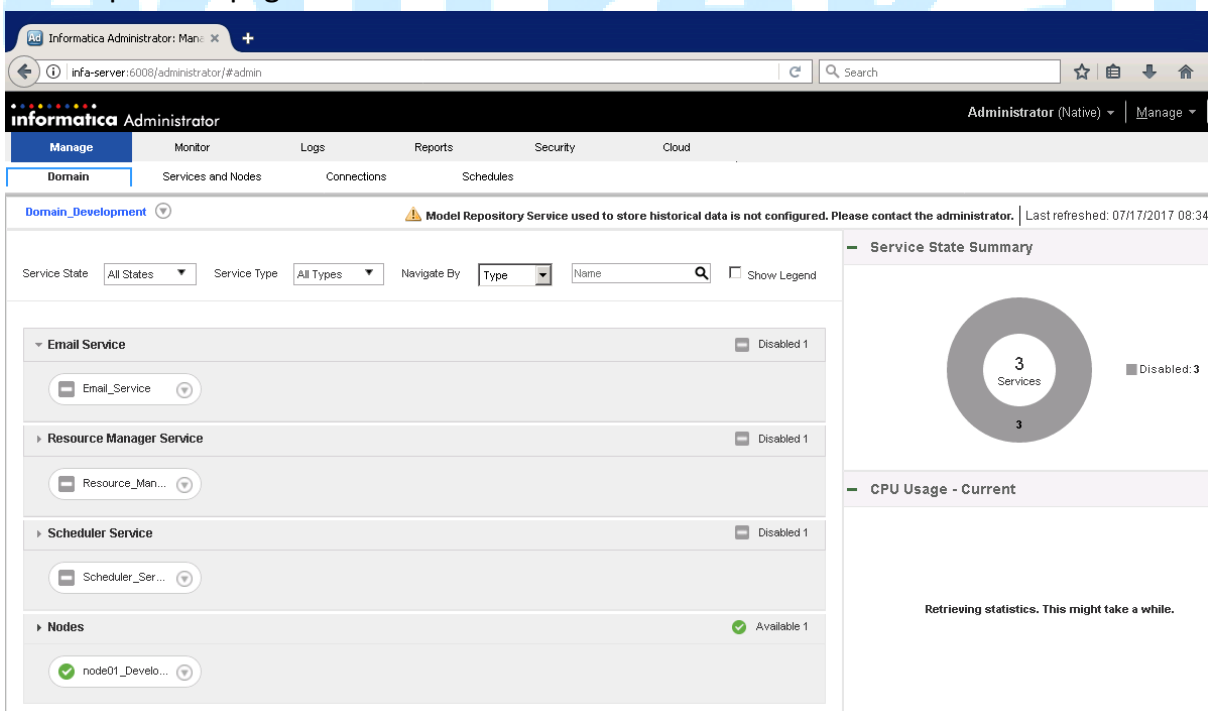 Informatica Administrator: Mana
infa-server:6008/administrator/#admin
Search
informatica Administrator
Administrator (Native)
Manage
Manage
Monitor
Logs
Reports
Security
Cloud
Domain
Services and Nodes
Connections
Schedules
Domain_Development
Model Repository Service used to store historical data is not configured. Please contact the administrator.
Last refreshed: 07/17/2017 08:34
Service State
All States
Service Type
All Types
Navigate By
Type
Name
Show Legend
Email Service
Disabled 1
Email_Service
Resource Manager Service
Disabled 1
Resource_Man...
Scheduler Service
Disabled 1
Scheduler_Ser...
Nodes
Available 1
node01_Develo...
Service State Summary
3
Services
3
Disabled:3
CPU Usage - Current
Retrieving statistics. This might take a while.